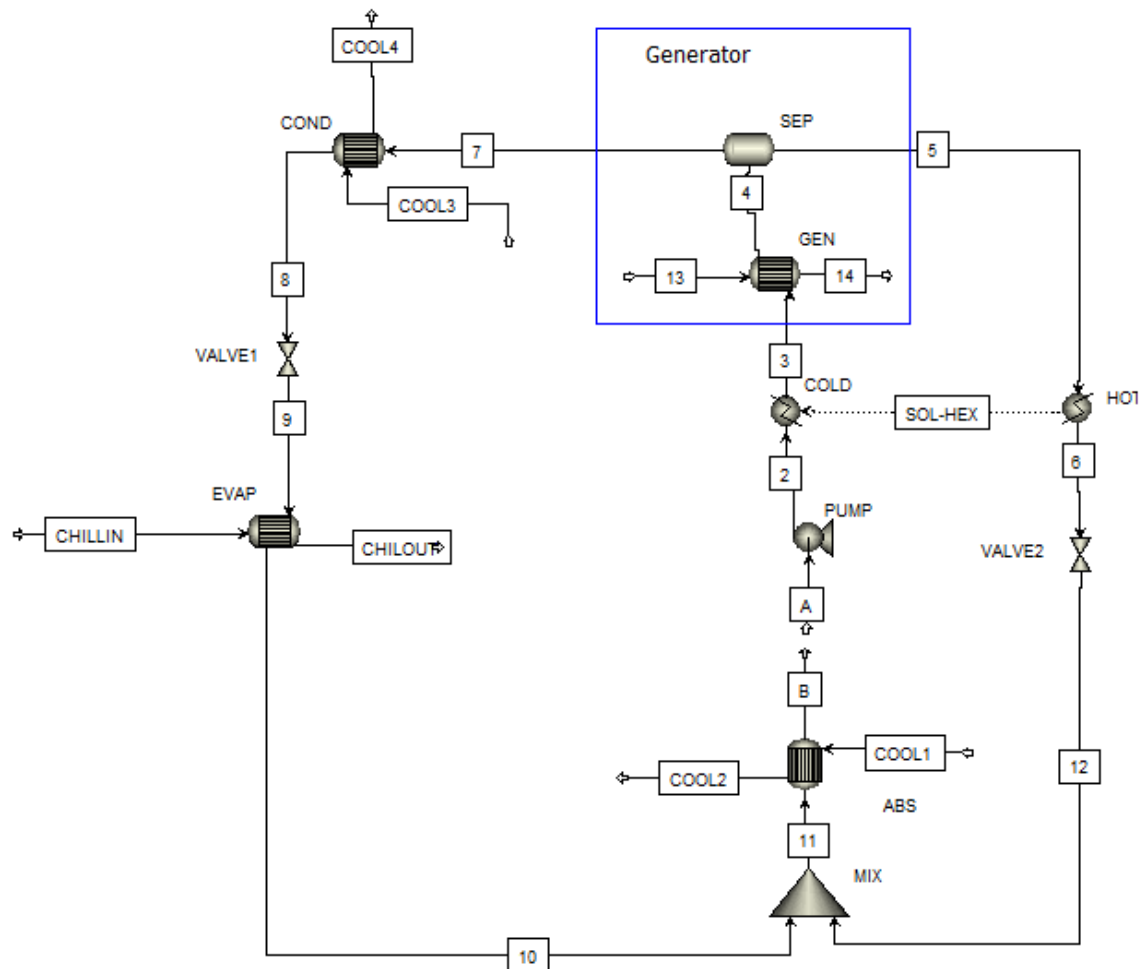 COOL4
Generator
COND
SEP
7
5
4
COOL3
GEN
13
14
8
VALVE1
3
COLD
SOL-HEX
HOT
9
6
2
EVAP
PUMP
CHILLIN
CHILOUT
VALVE2
A
B
COOL1
COOL2
12
ABS
11
MIX
10